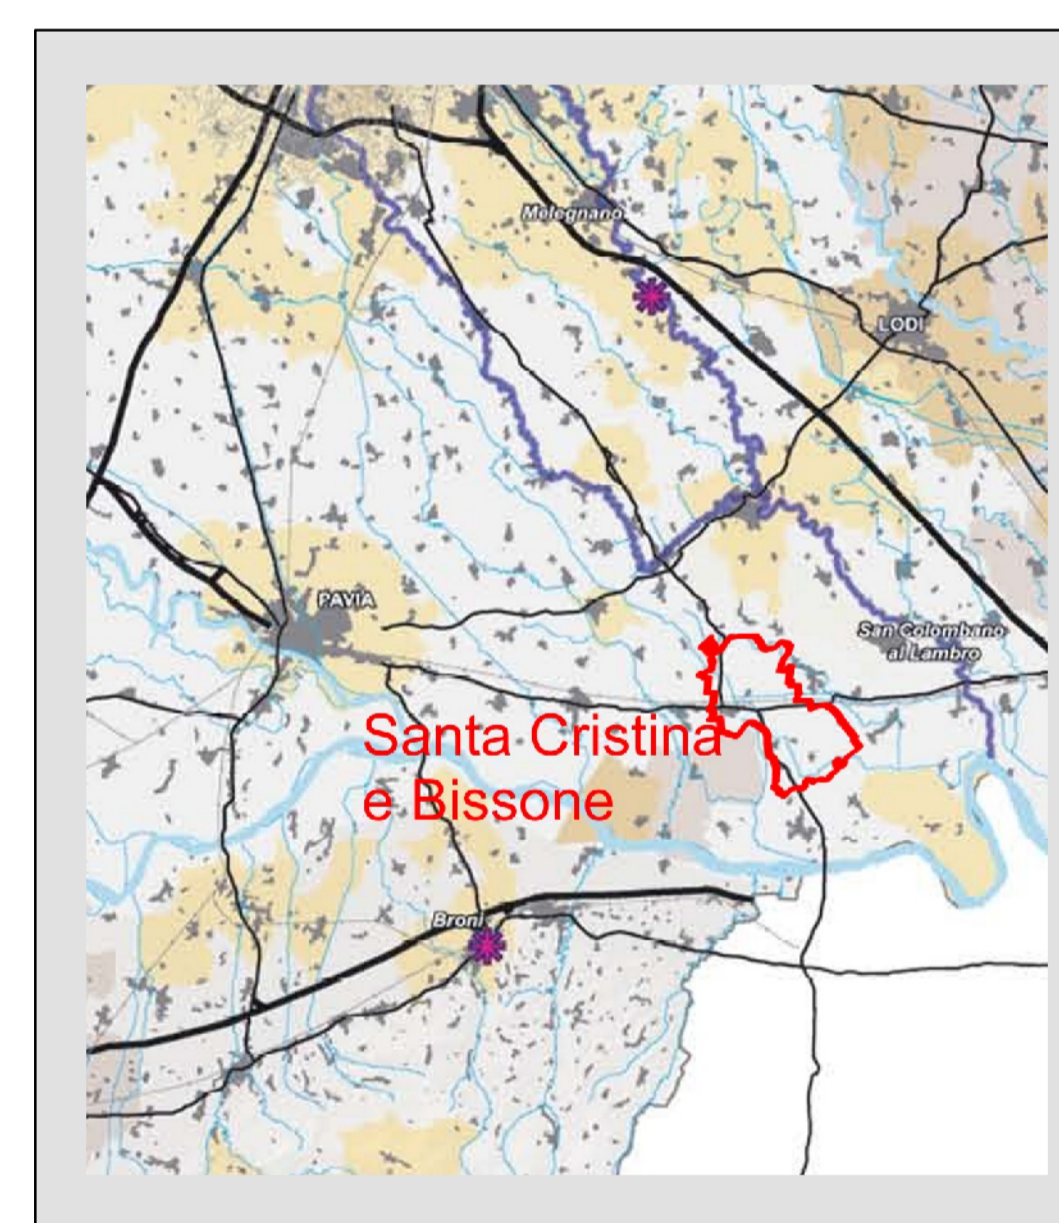 Melegnano
LODI
PAVIA
San Colombano
al Lambro
Santa Cristina
e Bissone
Broni